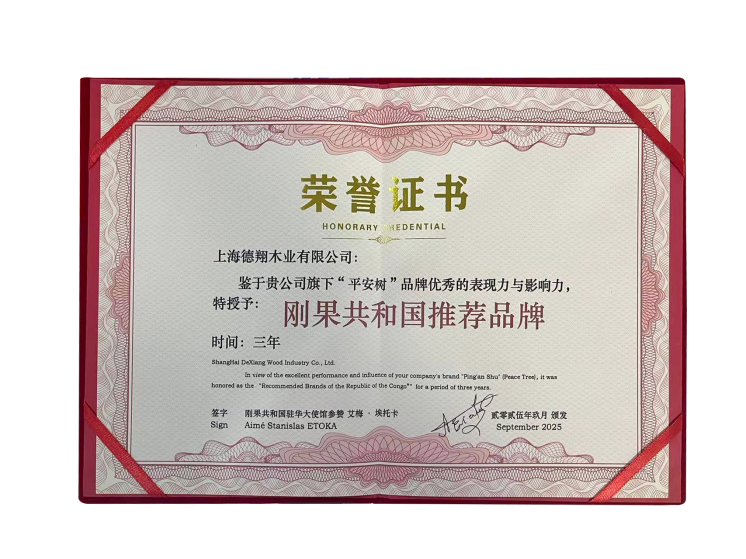 荣誉证书
HONORARY REDENTIAL
上海德翔木业有限公司：
鉴于贵公司旗下“平安树”品牌优秀的表现力与影响力，
特授予：刚果共和国推荐品牌
时间：三年
ShangHai DeXiang Wood Industry Co., Ltd.
In view of the excellent performance and influence of your company's brand 'Ping'an Shu' (Peace Tree), it was
honored as the "Recommended Brands of the Republic of the Congo"" for a period of three years.
签字 刚果共和国驻华大使馆参赞 艾梅·埃托卡 贰零贰伍年玖月 颁发
Sign Aimé Stanislas ETOKA September 2025